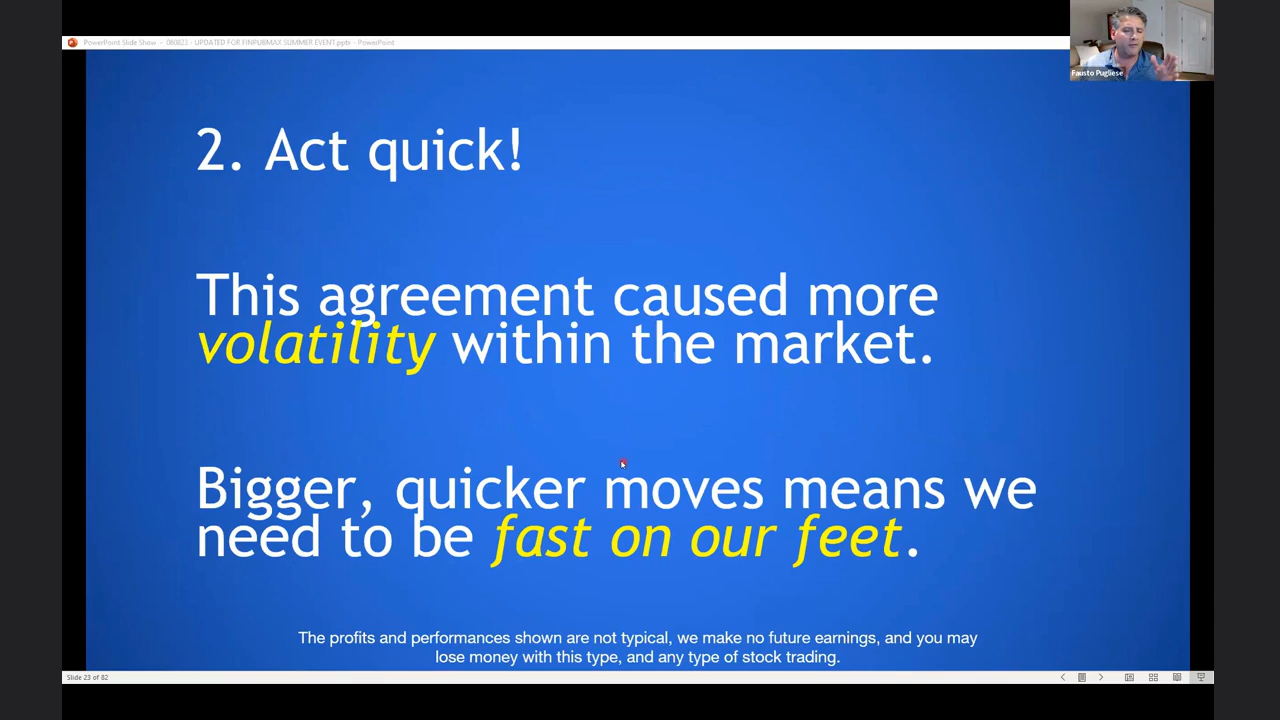 PowerPoint Slide Show - 060823 - UPDATED FOR FINPUBMAX SUMMER EVENT.pptx - PowerPoint
Fausto Pugliese
2. Act quick!
This agreement caused more
volatility within the market.
Bigger, quicker moves means we
need to be fast on our feet.
The profits and performances shown are not typical, we make no future earnings, and you may
lose money with this type, and any type of stock trading.
Slide 23 of 82